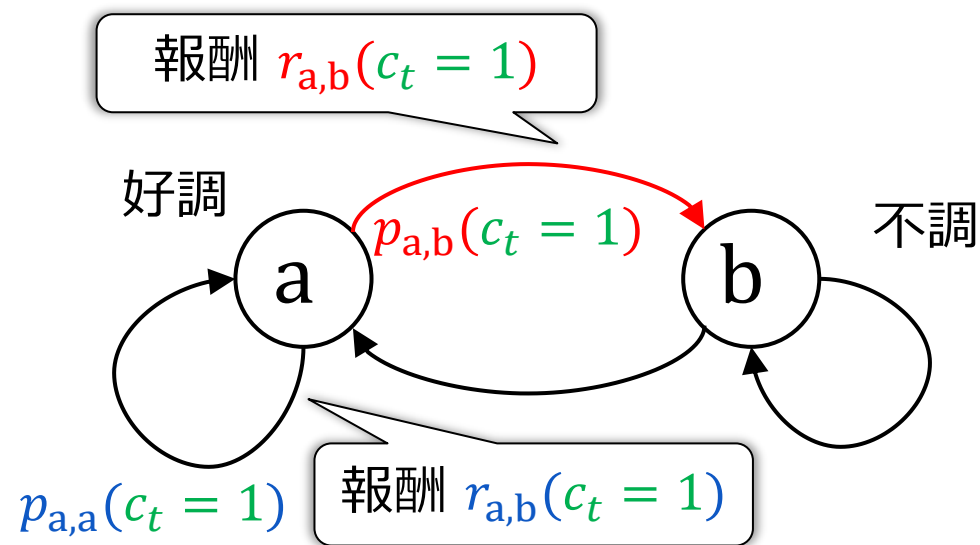 報酬 r_{a,b}(c_t = 1)
好調
p_{a,b}(c_t = 1)
不調
a
b
報酬 r_{a,b}(c_t = 1)
p_{a,a}(c_t = 1)